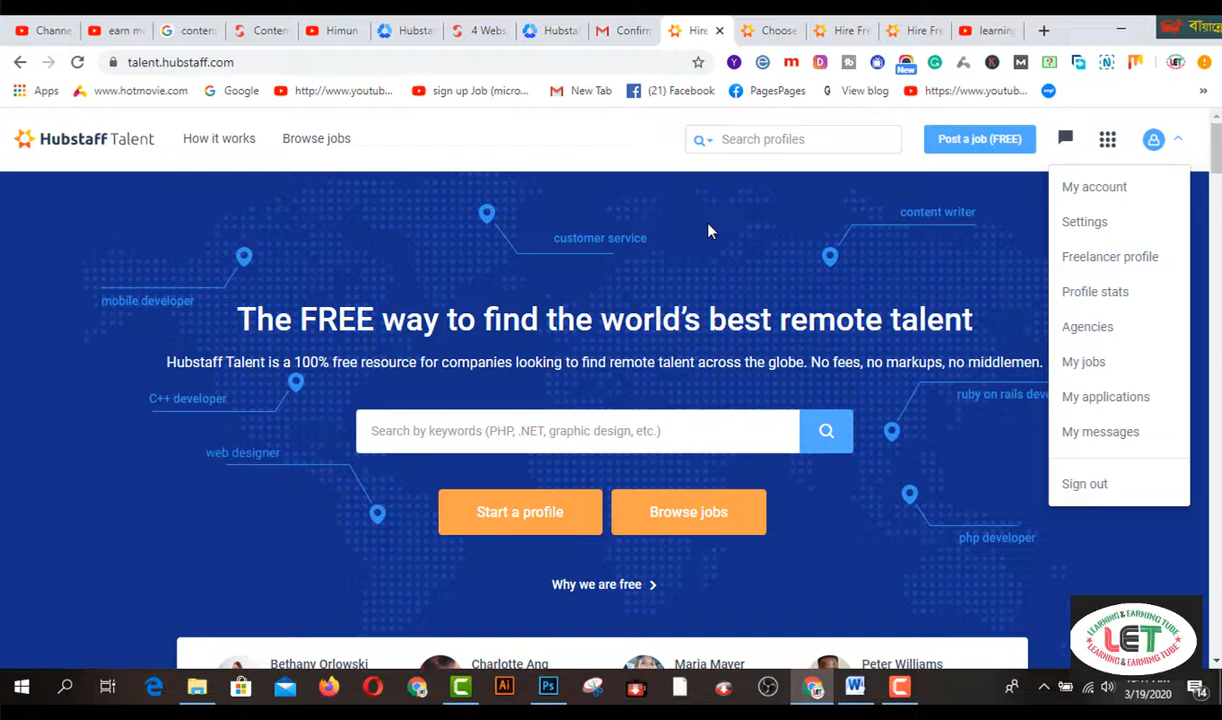 Channe
earn mo
conten
Conten
Himun
Hubsta
4 Webs
Hubsta
Confirm
Hire
Choose
Hire Fre
Hire Fre
learning
talent.hubstaff.com
New
Apps
www.hotmovie.com
Google
http://www.youtub...
sign up Job (micro...
New Tab
(21) Facebook
PagesPages
View blog
https://www.youtub...
Hubstaff Talent
How it works
Browse jobs
Search profiles
Post a job (FREE)
My account
Settings
Freelancer profile
Profile stats
Agencies
My jobs
My applications
My messages
Sign out
content writer
customer service
mobile developer
The FREE way to find the world's best remote talent
Hubstaff Talent is a 100% free resource for companies looking to find remote talent across the globe. No fees, no markups, no middlemen.
C++ developer
ruby on rails deve
Search by keywords (PHP, .NET, graphic design, etc.)
web designer
Start a profile
Browse jobs
php developer
Why we are free
Bethany Orlowski
Charlotte Ang
Maria Mayer
Peter Williams
LEARNING & EARNING TUBE
LET
LEARNING & EARNING TUBE
3/19/2020
14